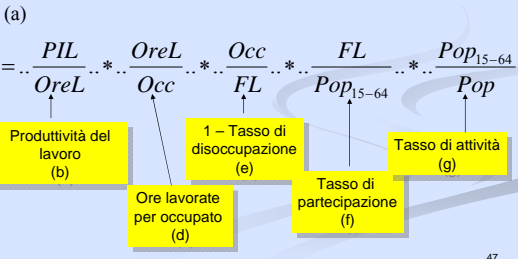 (a)
= .. PIL / OreL .. * .. OreL / Occ .. * .. Occ / FL .. * .. FL / Pop₁₅₋₆₄ .. * .. Pop₁₅₋₆₄ / Pop
Produttività del
lavoro
(b)
Ore lavorate
per occupato
(d)
1 – Tasso di
disoccupazione
(e)
Tasso di
partecipazione
(f)
Tasso di attività
(g)
47